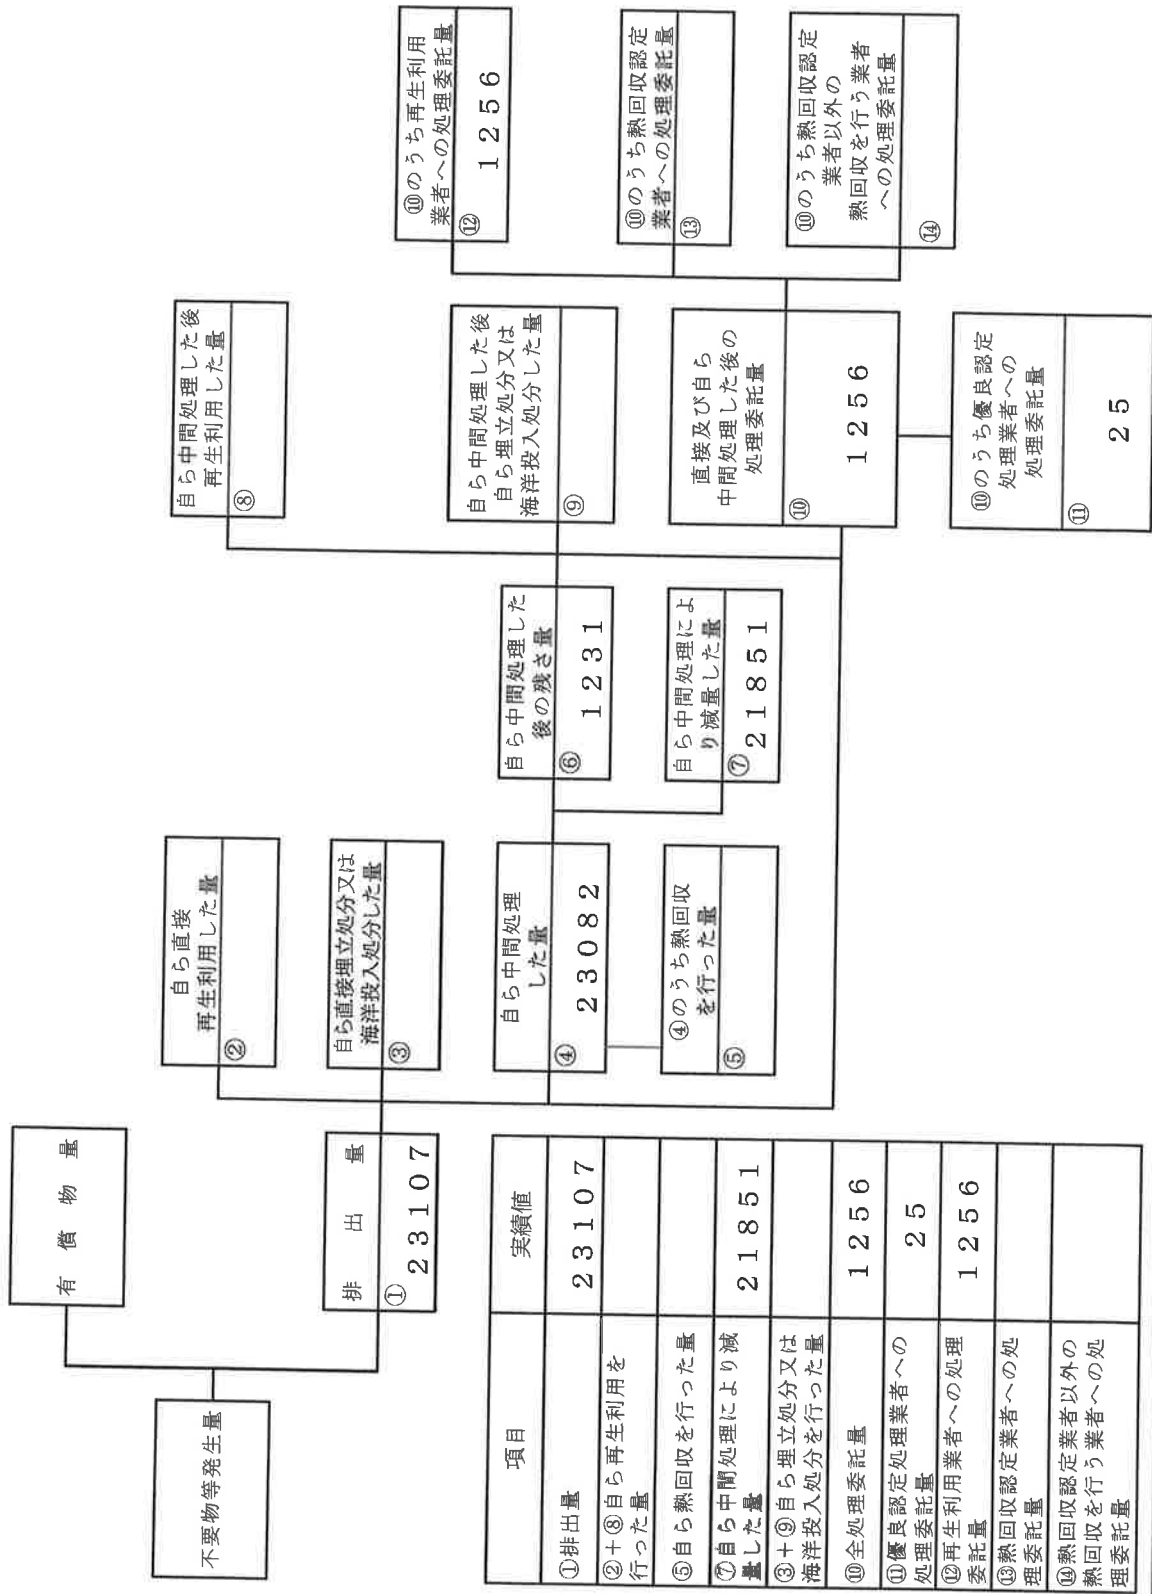 不要物等発生量
有償物量
排出量
①
23107
自ら直接
再生利用した量
②
自ら直接埋立処分又は
海洋投入処分した量
③
自ら中間処理
した量
④
23082
④のうち熱回収
を行った量
⑤
自ら中間処理した
後の残さ量
⑥
1231
自ら中間処理によ
り減量した量
⑦
21851
自ら中間処理した後
再生利用した量
⑧
自ら中間処理した後
自ら埋立処分又は
海洋投入処分した量
⑨
直接及び自ら
中間処理した後の
処理委託量
⑩
1256
⑩のうち優良認定
処理業者への
処理委託量
⑪
25
⑩のうち再生利用
業者への処理委託量
⑫
1256
⑩のうち熱回収認定
業者への処理委託量
⑬
⑩のうち熱回収認定
業者以外の
熱回収を行う業者
への処理委託量
⑭
項目 実績値
①排出量 23107
②+⑧自ら再生利用を
行った量
⑤自ら熱回収を行った量
⑦自ら中間処理により減
量した量 21851
③+⑨自ら埋立処分又は
海洋投入処分を行った量
⑩全処理委託量 1256
⑪優良認定処理業者への
処理委託量 25
⑫再生利用業者への処理
委託量 1256
⑬熱回収認定業者への処
理委託量
⑭熱回収認定業者以外の
熱回収を行う業者への処
理委託量